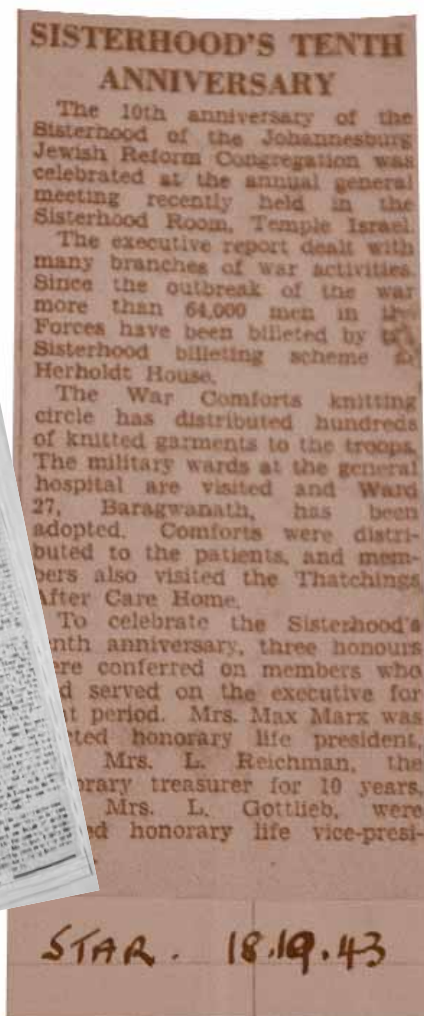 SISTERHOOD'S TENTH
ANNIVERSARY
The 10th anniversary of the
Sisterhood of the Johannesburg
Jewish Reform Congregation was
celebrated at the annual general
meeting recently held in the
Sisterhood Room, Temple Israel.
The executive report dealt with
many branches of war activities.
Since the outbreak of the war
more than 64,000 men in the
Forces have been billeted by
Sisterhood billeting scheme
Herholdt House.
The War Comforts knitting
circle has distributed hundreds
of knitted garments to the troops.
The military wards at the general
hospital are visited and Ward
27, Baragwanath, has been
adopted. Comforts were distri-
buted to the patients, and mem-
bers also visited the Thatchings
After Care Home.
To celebrate the Sisterhood's
nth anniversary, three honours
ere conferred on members who
d served on the executive for
t period. Mrs. Max Marx was
cted honorary life president,
Mrs. L. Reichman, the
orary treasurer for 10 years,
Mrs. L. Gottlieb, were
ed honorary life vice-presi-
STAR. 18.10.43